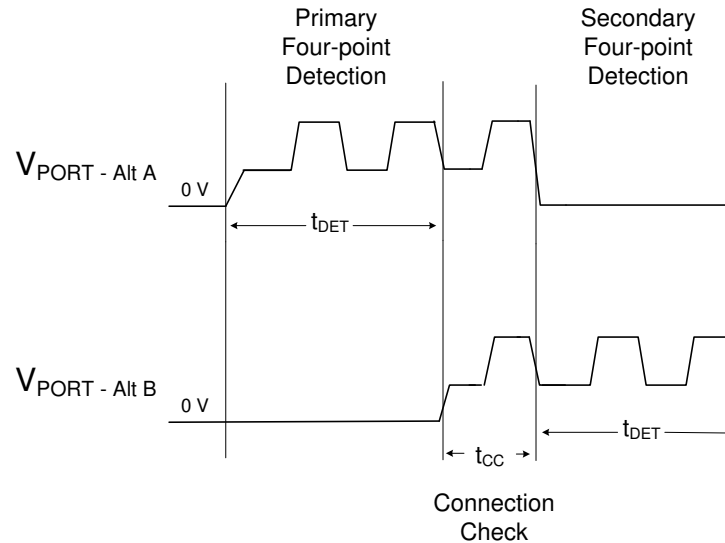 Primary
Four-point
Detection
Secondary
Four-point
Detection
VPORT - Alt A
0 V
tDET
VPORT - Alt B
0 V
tDET
tCC
Connection
Check